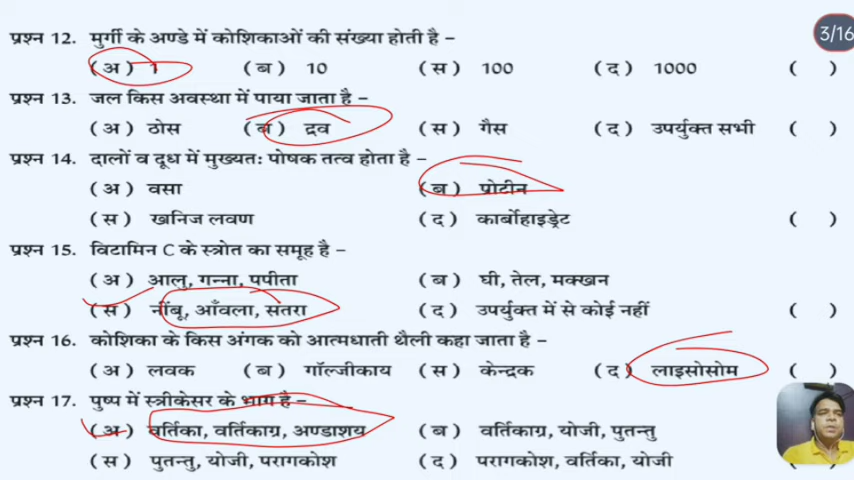 3/16
प्रश्न 12. मुर्गी के अण्डे में कोशिकाओं की संख्या होती है –
(अ) 1 (ब) 10 (स) 100 (द) 1000 ( )
प्रश्न 13. जल किस अवस्था में पाया जाता है –
(अ) ठोस (ब) द्रव (स) गैस (द) उपर्युक्त सभी ( )
प्रश्न 14. दालों व दूध में मुख्यतः पोषक तत्व होता है –
(अ) वसा (ब) प्रोटीन
(स) खनिज लवण (द) कार्बोहाइड्रेट ( )
प्रश्न 15. विटामिन C के स्त्रोत का समूह है –
(अ) आलु, गन्ना, पपीता (ब) घी, तेल, मक्खन
(स) नींबू, आँवला, संतरा (द) उपर्युक्त में से कोई नहीं ( )
प्रश्न 16. कोशिका के किस अंगक को आत्मधाती थैली कहा जाता है –
(अ) लवक (ब) गॉल्जीकाय (स) केन्द्रक (द) लाइसोसोम ( )
प्रश्न 17. पुष्प में स्त्रीकेसर के भाग है –
(अ) वर्तिका, वर्तिकाग्र, अण्डाशय (ब) वर्तिकाग्र, योजी, पुतन्तु
(स) पुतन्तु, योजी, परागकोश (द) परागकोश, वर्तिका, योजी ( )